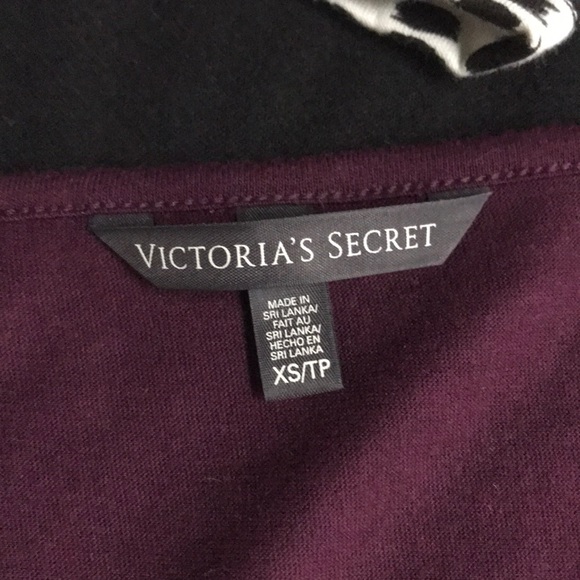 VICTORIA'S SECRET
MADE IN
SRI LANKA/
FAIT AU
SRI LANKA/
HECHO EN
SRI LANKA
XS/TP